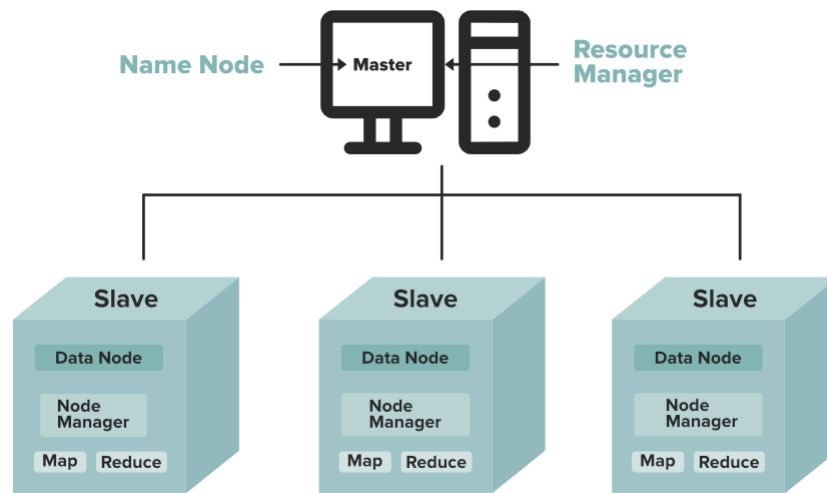 Name Node
Master
Resource
Manager
Slave
Data Node
Node
Manager
Map
Reduce
Slave
Data Node
Node
Manager
Map
Reduce
Slave
Data Node
Node
Manager
Map
Reduce